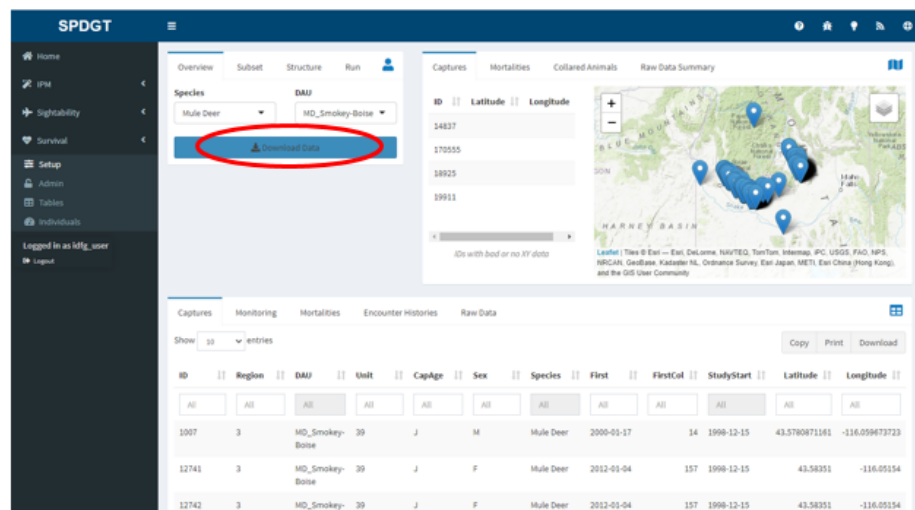 SPDGT
Home
IPM
Sightability
Survival
Setup
Admin
Tables
Individuals
Logged in as idfg_user
Logout
Overview Subset Structure Run
Species DAU
Mule Deer MD_Smokey-Boise
Download Data
Captures Mortalities Collared Animals Raw Data Summary
ID Latitude Longitude
14837
170555
18925
19911
IDs with bad or no XY data
+
−
BLUE MOUNTAINS
HARNEY BASIN
Idaho
Falls
Leaflet | Tiles © Esri — Esri, DeLorme, NAVTEQ, TomTom, Intermap, iPC, USGS, FAO, NPS,
NRCAN, GeoBase, Kadaster NL, Ordnance Survey, Esri Japan, METI, Esri China (Hong Kong),
and the GIS User Community
Captures Monitoring Mortalities Encounter Histories Raw Data
Show 10 entries
Copy Print Download
ID Region DAU Unit CapAge Sex Species First FirstCol StudyStart Latitude Longitude
All All All All All All All All All All All All
1007 3 MD_Smokey- 39 J M Mule Deer 2000-01-17 14 1998-12-15 43.5780871161 -116.059673723
Boise
12741 3 MD_Smokey- 39 J F Mule Deer 2012-01-04 157 1998-12-15 43.58351 -116.05154
Boise
12742 3 MD_Smokey- 39 J F Mule Deer 2012-01-04 157 1998-12-15 43.58351 -116.05154